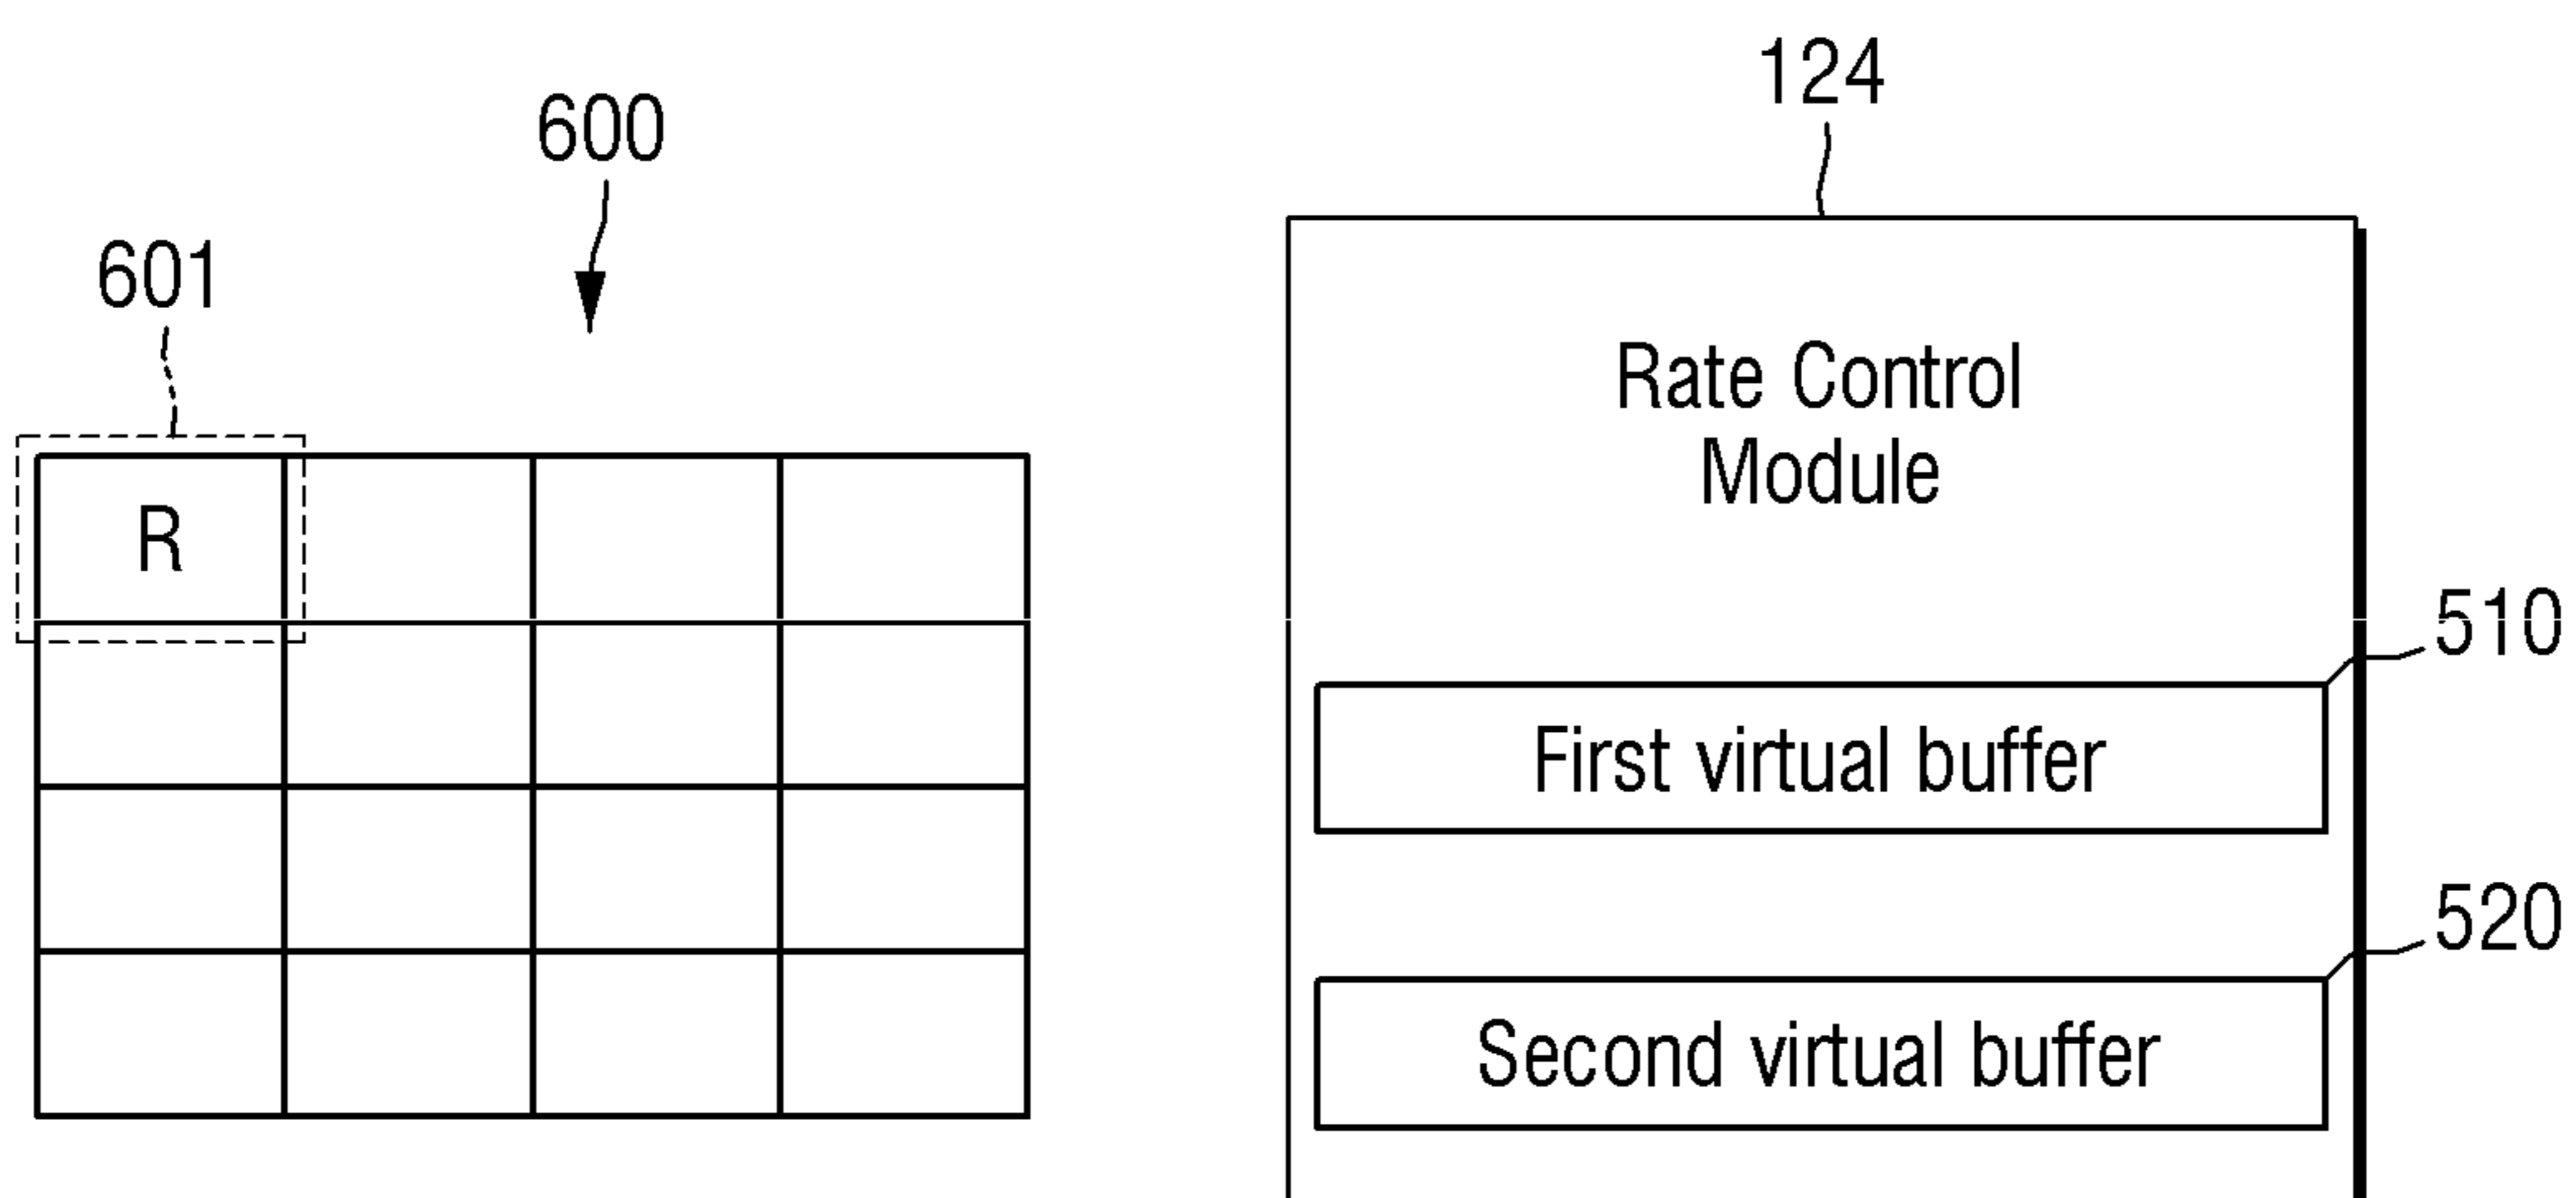 600
601
R
124
Rate Control
Module
510
First virtual buffer
520
Second virtual buffer